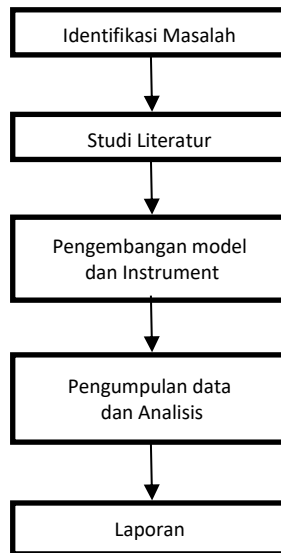 Identifikasi Masalah
Studi Literatur
Pengembangan model
dan Instrument
Pengumpulan data
dan Analisis
Laporan